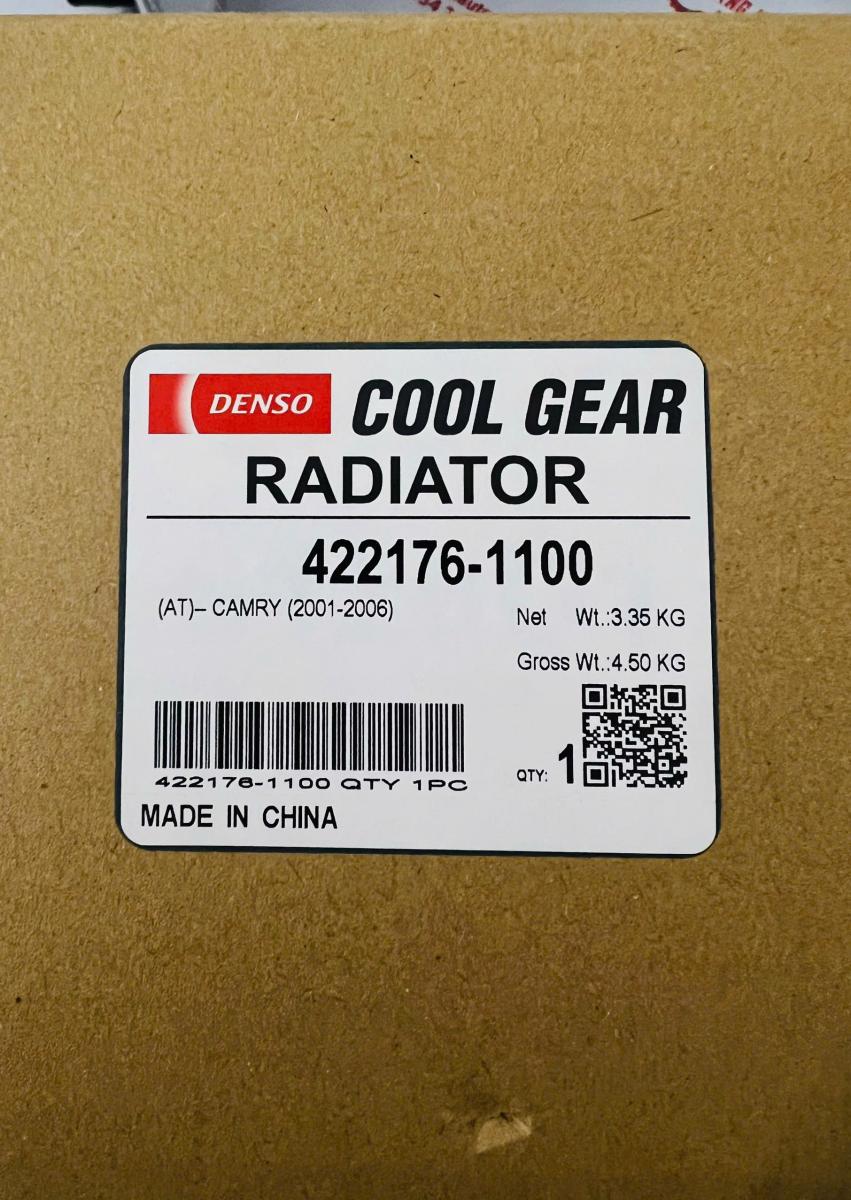 DENSO COOL GEAR
RADIATOR
422176-1100
(AT)– CAMRY (2001-2006)
Net Wt.:3.35 KG
Gross Wt.:4.50 KG
QTY: 1
422176-1100 QTY 1PC
MADE IN CHINA